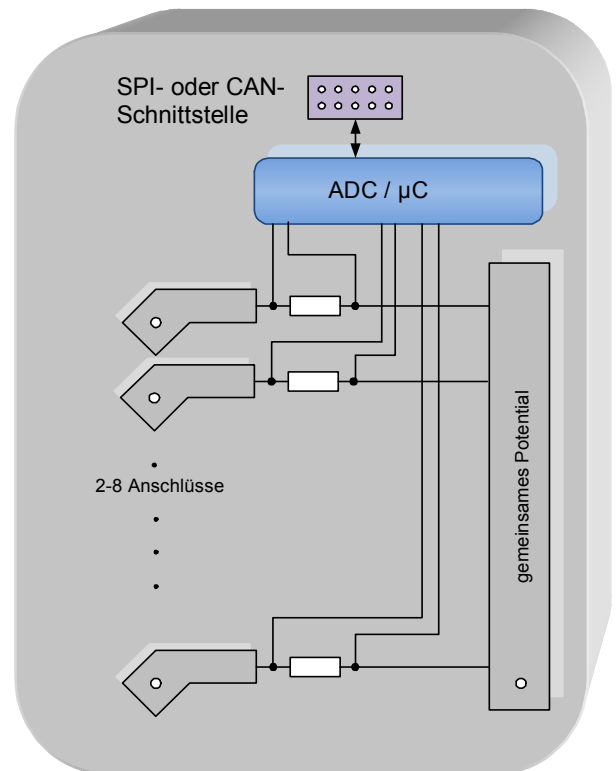 SPI- oder CAN-
Schnittstelle
ADC / µC
2-8 Anschlüsse
gemeinsames Potential